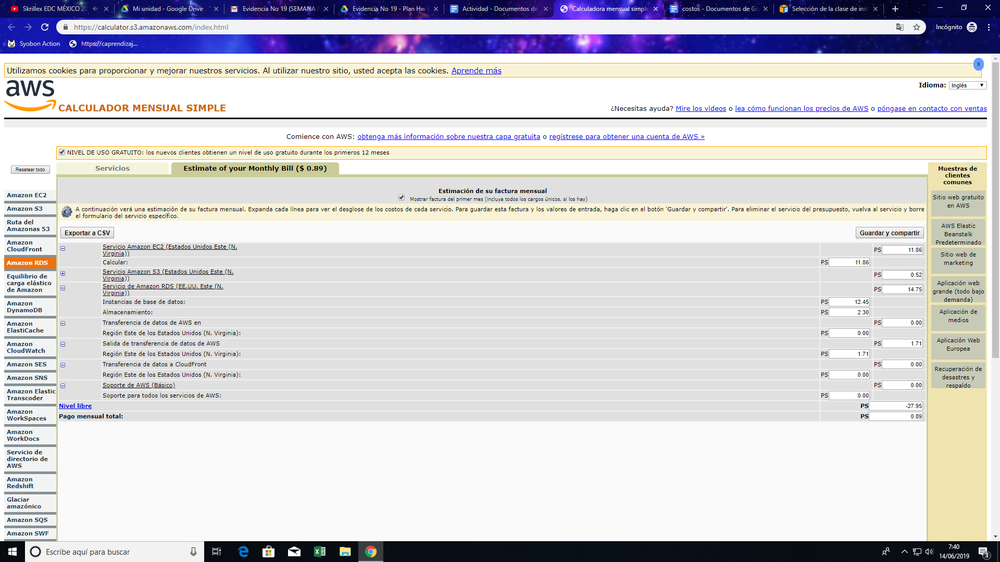 Skrillex EDC MÉXICO 20
Mi unidad - Google Drive
Evidencia No 19 (SEMANA
Evidencia No 19 - Plan Hw
Actividad - Documentos de
Calculadora mensual simple
costos - Documentos de Go
Selección de la clase de inst
https://calculator.s3.amazonaws.com/index.html
Incógnito
Syobon Action
https://caprendizaj...
Utilizamos cookies para proporcionar y mejorar nuestros servicios. Al utilizar nuestro sitio, usted acepta las cookies. Aprende más
x
aws
CALCULADOR MENSUAL SIMPLE
Idioma: Inglés
¿Necesitas ayuda? Mire los videos o lea cómo funcionan los precios de AWS o póngase en contacto con ventas
Comience con AWS: obtenga más información sobre nuestra capa gratuita o regístrese para obtener una cuenta de AWS »
NIVEL DE USO GRATUITO: los nuevos clientes obtienen un nivel de uso gratuito durante los primeros 12 meses
Resetear todo
Servicios
Estimate of your Monthly Bill ($ 0.89)
Amazon EC2
Amazon S3
Ruta del
Amazonas 53
Amazon
CloudFront
Amazon RDS
Equilibrio de
carga elástico
de Amazon
Amazon
DynamoDB
Amazon
ElastiCache
Amazon
CloudWatch
Amazon SES
Amazon SNS
Amazon Elastic
Transcoder
Amazon
WorkSpaces
Amazon
WorkDocs
Servicio de
directorio de
AWS
Amazon
Redshift
Glaciar
amazónico
Amazon SQS
Amazon SWF
Estimación de su factura mensual
Mostrar factura del primer mes (incluya todos los cargos únicos, si los hay)
A continuación verá una estimación de su factura mensual. Expanda cada línea para ver el desglose de los costos de cada servicio. Para guardar esta factura y los valores de entrada, haga clic en el botón 'Guardar y compartir'. Para eliminar el servicio del presupuesto, vuelva al servicio y borre
el formulario del servicio específico.
Exportar a CSV
Guardar y compartir
Servicio Amazon EC2 (Estados Unidos Este (N.
Virginia))
PS 11.86
Calcular: PS 11.86
Servicio Amazon S3 (Estados Unidos Este (N.
Virginia))
PS 0.52
Servicio de Amazon RDS (EE.UU. Este (N.
Virginia))
PS 14.75
Instancias de base de datos: PS 12.45
Almacenamiento: PS 2.30
Transferencia de datos de AWS en PS 0.00
Región Este de los Estados Unidos (N. Virginia): PS 0.00
Salida de transferencia de datos de AWS PS 1.71
Región Este de los Estados Unidos (N. Virginia): PS 1.71
Transferencia de datos a CloudFront PS 0.00
Región Este de los Estados Unidos (N. Virginia): PS 0.00
Soporte de AWS (Básico) PS 0.00
Soporte para todos los servicios de AWS: PS 0.00
Nivel libre PS -27.95
Pago mensual total: PS 0.89
Muestras de
clientes
comunes
Sitio web gratuito
en AWS
AWS Elastic
Beanstalk
Predeterminado
Sitio web de
marketing
Aplicación web
grande (todo bajo
demanda)
Aplicación de
medios
Aplicación Web
Europea
Recuperación de
desastres y
respaldo
Escribe aquí para buscar
7:40
14/06/2019
3